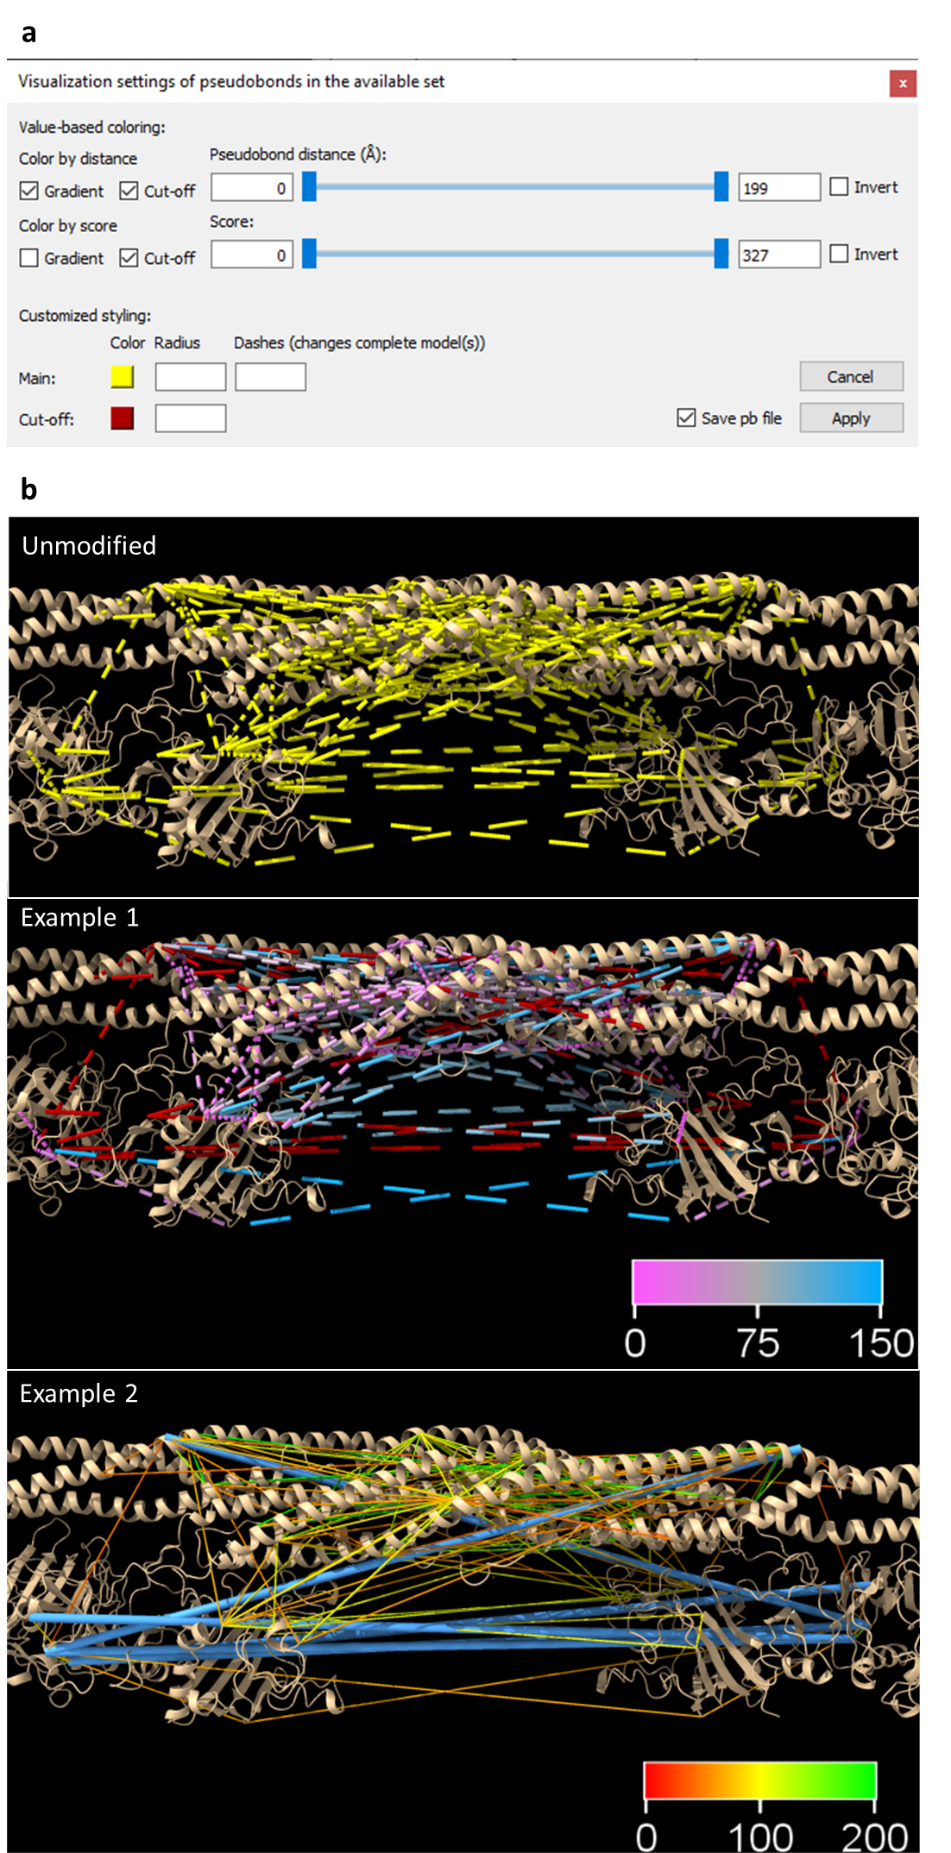 a
Visualization settings of pseudobonds in the available set
x
Value-based coloring:
Color by distance
Pseudobond distance (Å):
Gradient Cut-off 0 199 Invert
Color by score
Score:
Gradient Cut-off 0 327 Invert
Customized styling:
Color Radius Dashes (changes complete model(s))
Main:
Cancel
Cut-off:
Save pb file
Apply
b
Unmodified
Example 1
0 75 150
Example 2
0 100 200